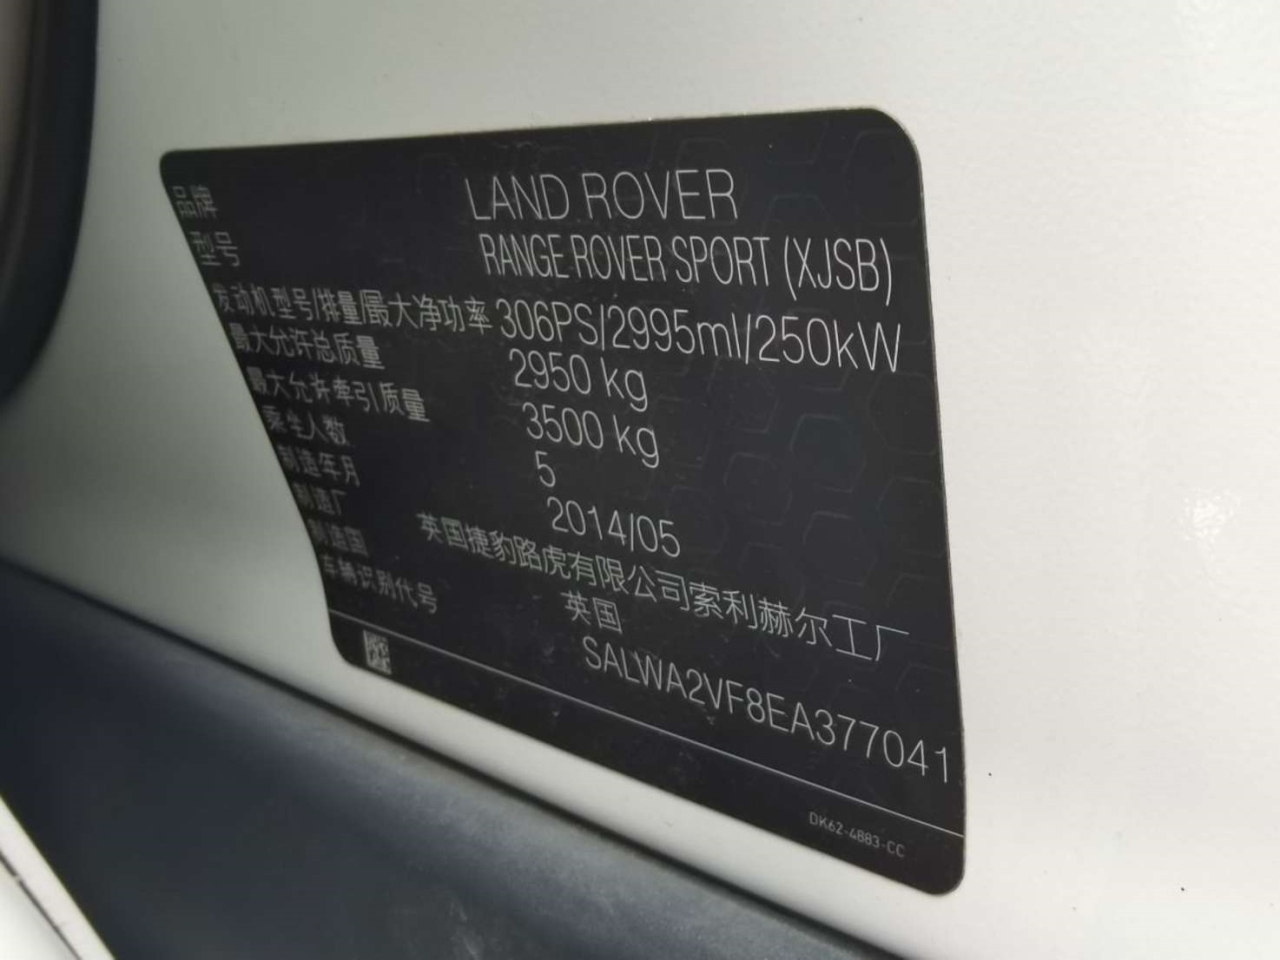 品牌 LAND ROVER
型号 RANGE ROVER SPORT (XJSB)
发动机型号/排量/最大净功率 306PS/2995ml/250kW
最大允许总质量 2950 kg
最大允许牵引质量 3500 kg
乘坐人数 5
制造年月 2014/05
制造厂 英国捷豹路虎有限公司索利赫尔工厂
制造国 英国
车辆识别代号 SALWA2VF8EA377041
DK62-4883-CC